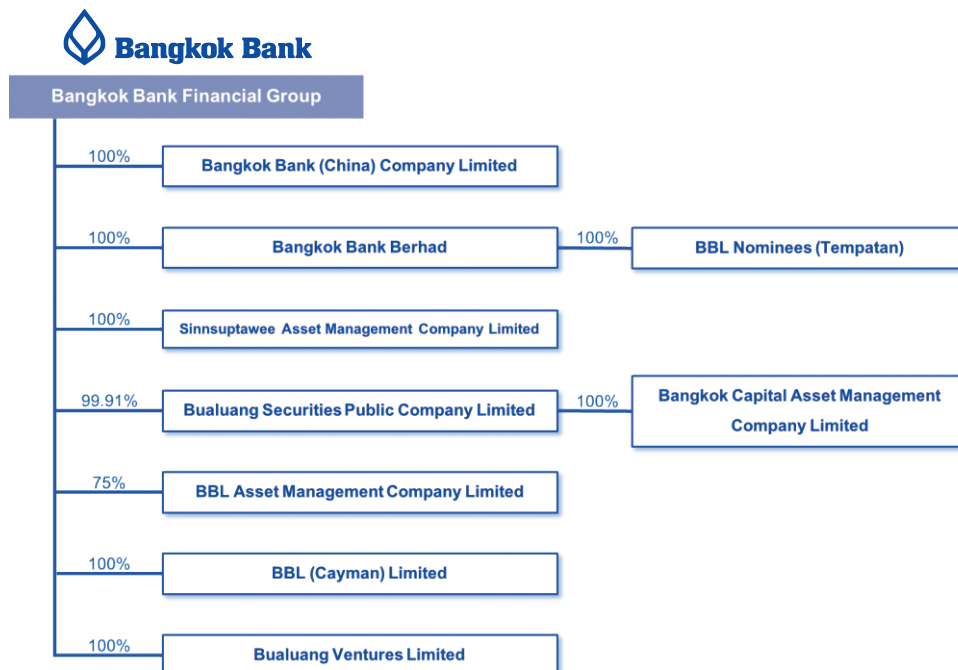 Bangkok Bank
Bangkok Bank Financial Group
100%
Bangkok Bank (China) Company Limited
100%
Bangkok Bank Berhad
100%
BBL Nominees (Tempatan)
100%
Sinnsuptawee Asset Management Company Limited
99.91%
Bualuang Securities Public Company Limited
100%
Bangkok Capital Asset Management
Company Limited
75%
BBL Asset Management Company Limited
100%
BBL (Cayman) Limited
100%
Bualuang Ventures Limited